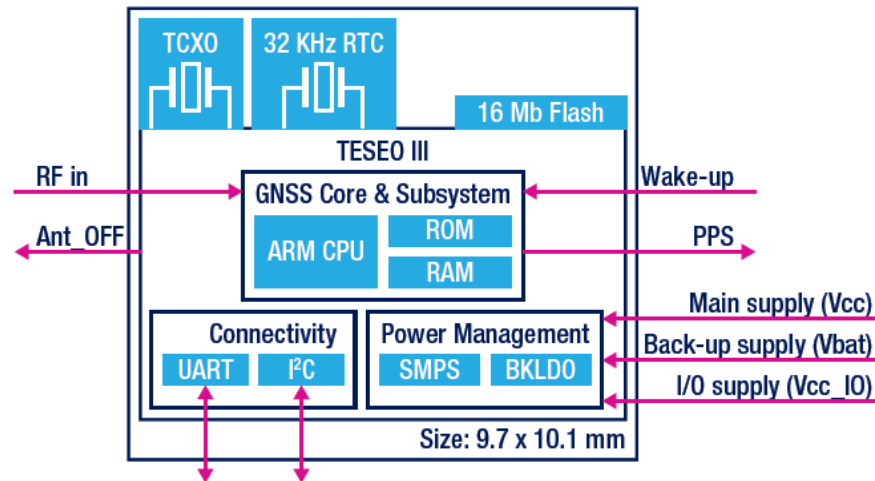 TCXO
32 KHz RTC
16 Mb Flash
TESEO III
RF in
Wake-up
GNSS Core & Subsystem
Ant_OFF
ARM CPU
ROM
PPS
RAM
Main supply (Vcc)
Connectivity
Power Management
Back-up supply (Vbat)
UART
I²C
SMPS
BKLDO
I/O supply (Vcc_IO)
Size: 9.7 x 10.1 mm